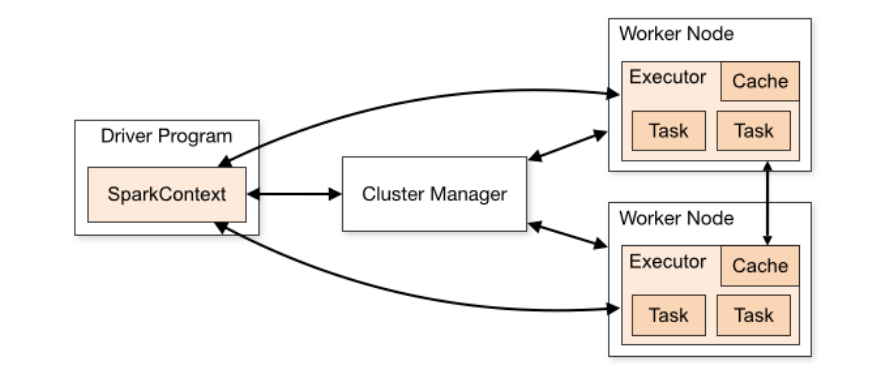 Driver Program
SparkContext
Cluster Manager
Worker Node
Executor
Cache
Task
Task
Worker Node
Executor
Cache
Task
Task